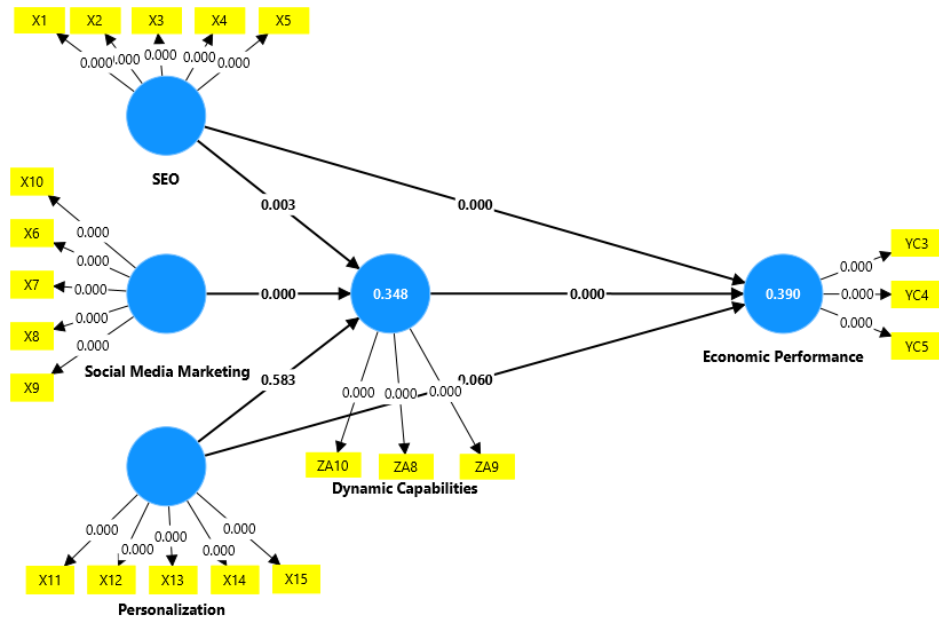 X1
X2
X3
X4
X5
0.000
0.000
0.000
0.000
0.000
SEO
X10
X6
X7
X8
X9
0.000
0.000
0.000
0.000
0.000
Social Media Marketing
0.003
0.000
0.000
0.583
0.348
0.000
0.060
0.390
Economic Performance
YC3
YC4
YC5
0.000
0.000
0.000
0.000
0.000
0.000
ZA10
ZA8
ZA9
Dynamic Capabilities
0.000
0.000
0.000
0.000
0.000
X11
X12
X13
X14
X15
Personalization